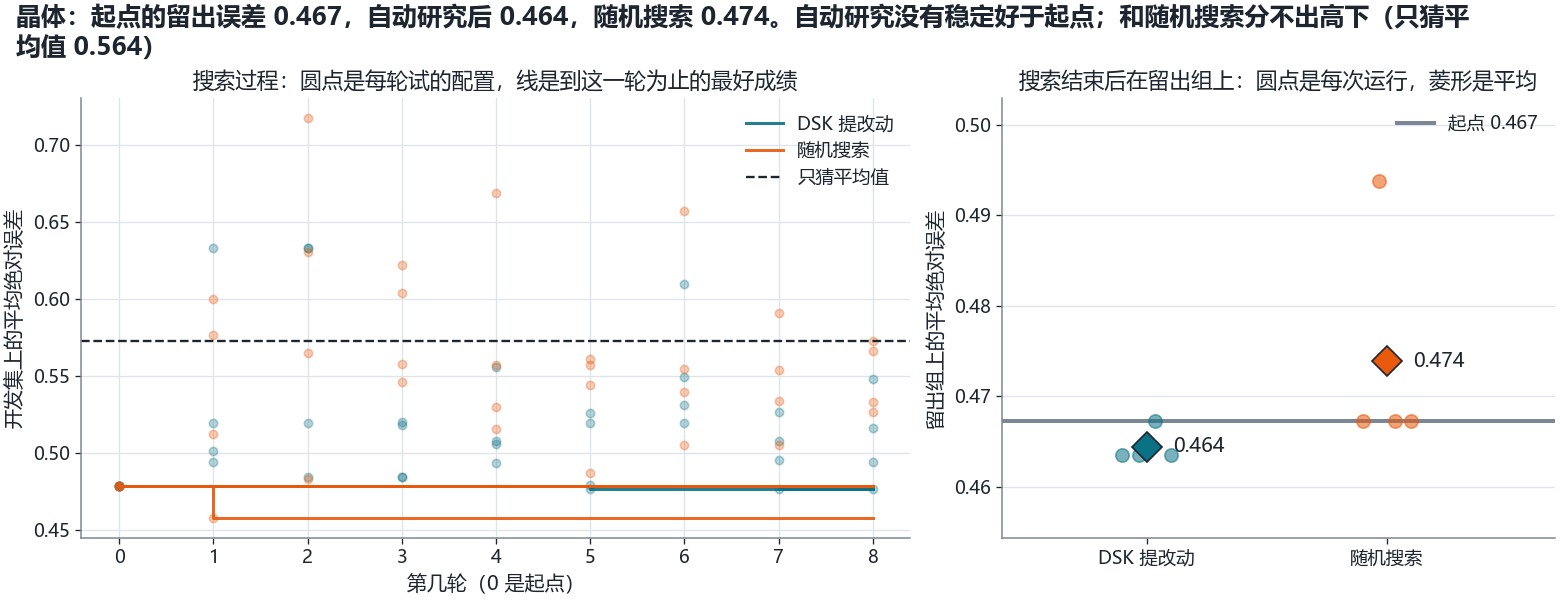 晶体：起点的留出误差 0.467，自动研究后 0.464，随机搜索 0.474。自动研究没有稳定好于起点；和随机搜索分不出高下（只猜平
均值 0.564）
搜索过程：圆点是每轮试的配置，线是到这一轮为止的最好成绩
开发集上的平均绝对误差
0.70
0.65
0.60
0.55
0.50
0.45
DSK 提改动
随机搜索
只猜平均值
0
1
2
3
4
5
6
7
8
第几轮（0 是起点）
搜索结束后在留出组上：圆点是每次运行，菱形是平均
留出组上的平均绝对误差
0.50
0.49
0.48
0.47
0.46
起点 0.467
0.474
0.464
DSK 提改动
随机搜索